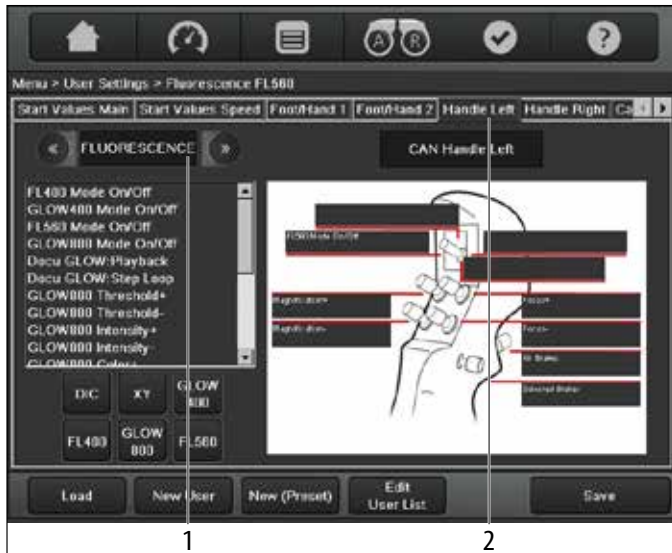 A R
?
Menu > User Settings > Fluorescence FL560
Start Values Main Start Values Speed Foot/Hand 1 Foot/Hand 2 Handle Left Handle Right Ca
« FLUORESCENCE »
CAN Handle Left
FL400 Mode On/Off
GLOW400 Mode On/Off
FL560 Mode On/Off
GLOW800 Mode On/Off
Docu GLOW:Playback
Docu GLOW:Step Loop
GLOW800 Threshold+
GLOW800 Threshold-
GLOW800 Intensity+
GLOW800 Intensity-
GLOW800 Color+
FL560 Mode On/Off
Magnification+
Magnification-
Focus+
Focus-
All Brakes
Selected Brakes
DIC XY GLOW 400
FL400 GLOW 800 FL560
Load New User New (Preset) Edit User List Save
1 2